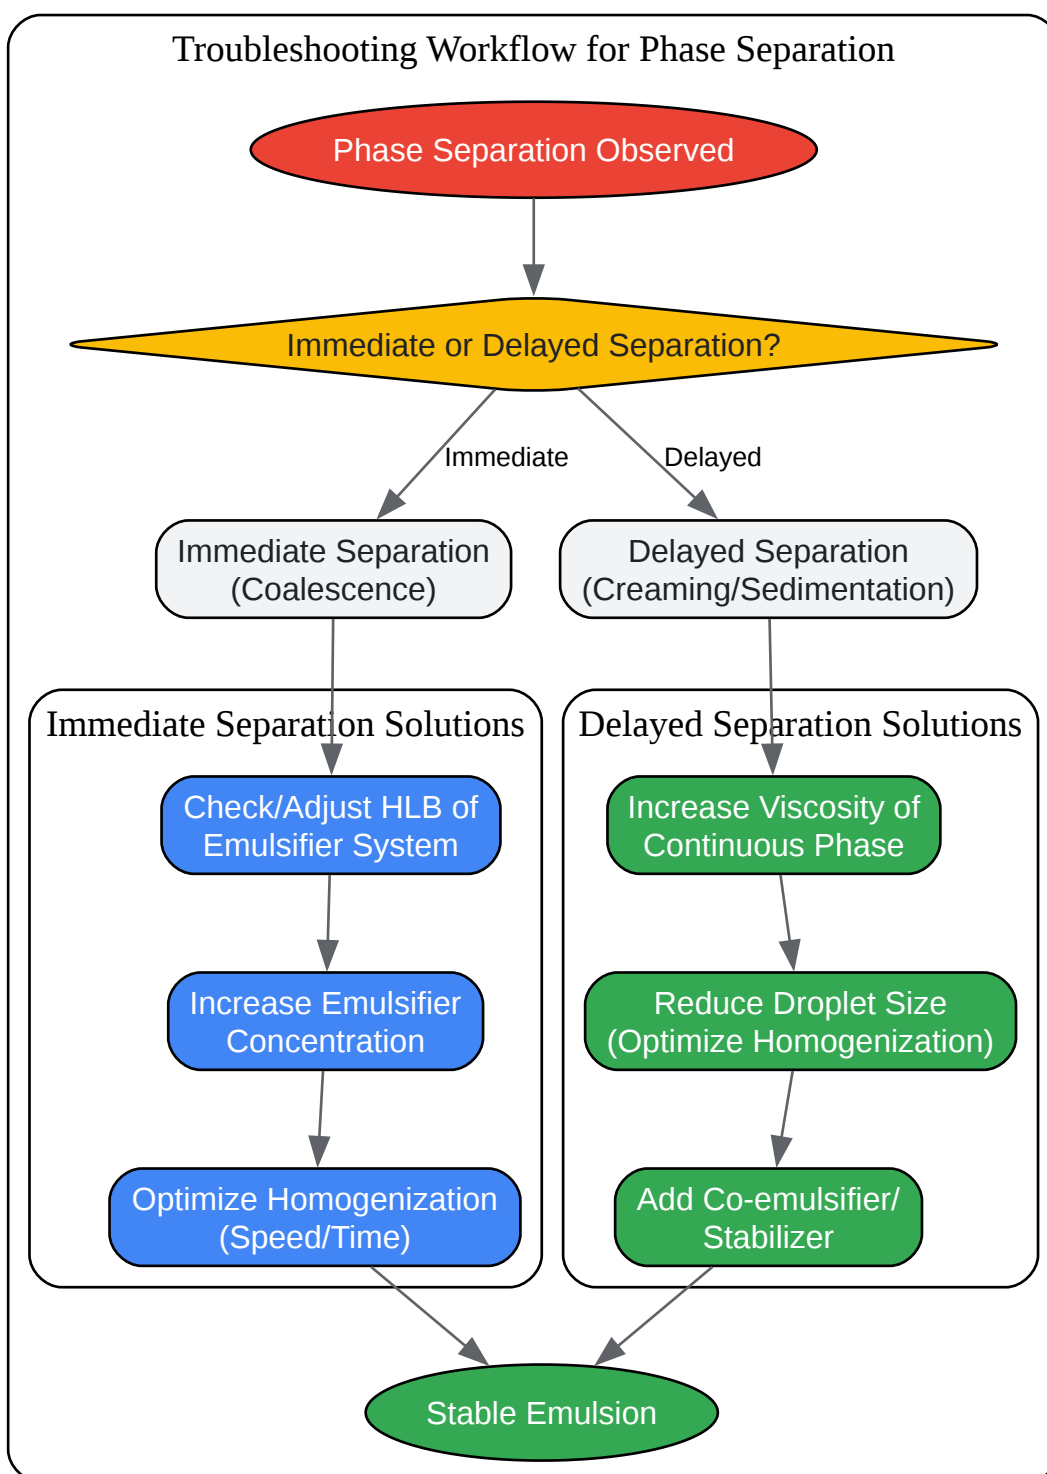 Troubleshooting Workflow for Phase Separation
Phase Separation Observed
Immediate or Delayed Separation?
Immediate
Delayed
Immediate Separation
(Coalescence)
Delayed Separation
(Creaming/Sedimentation)
Immediate Separation Solutions
Check/Adjust HLB of
Emulsifier System
Increase Emulsifier
Concentration
Optimize Homogenization
(Speed/Time)
Delayed Separation Solutions
Increase Viscosity of
Continuous Phase
Reduce Droplet Size
(Optimize Homogenization)
Add Co-emulsifier/
Stabilizer
Stable Emulsion